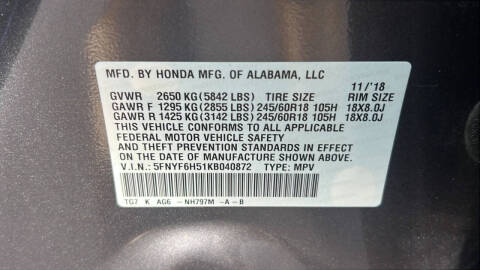 MFD. BY HONDA MFG. OF ALABAMA, LLC 11/'18
GVWR 2650 KG(5842 LBS) TIRE SIZE RIM SIZE
GAWR F 1295 KG(2855 LBS) 245/60R18 105H 18X8.0J
GAWR R 1425 KG(3142 LBS) 245/60R18 105H 18X8.0J
THIS VEHICLE CONFORMS TO ALL APPLICABLE
FEDERAL MOTOR VEHICLE SAFETY AND
THEFT PREVENTION STANDARDS IN EFFECT ON
THE DATE OF MANUFACTURE SHOWN ABOVE.
V.I.N.: 5FNYF6H51KB040872 TYPE: MPV
TG7 K AG6 -NH797M -A-B